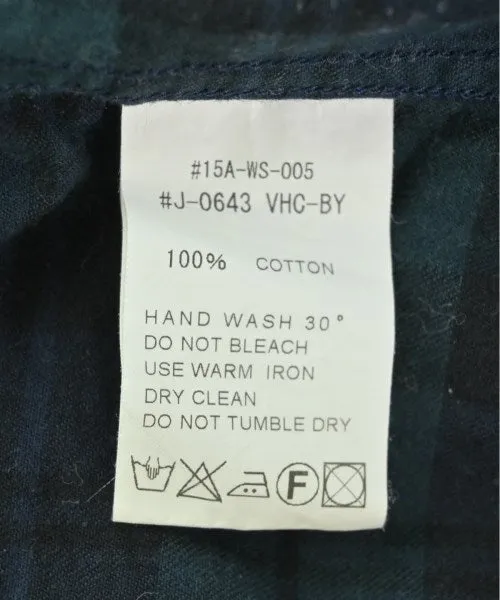 #15A-WS-005
#J-0643 VHC-BY
100% COTTON
HAND WASH 30°
DO NOT BLEACH
USE WARM IRON
DRY CLEAN
DO NOT TUMBLE DRY
F